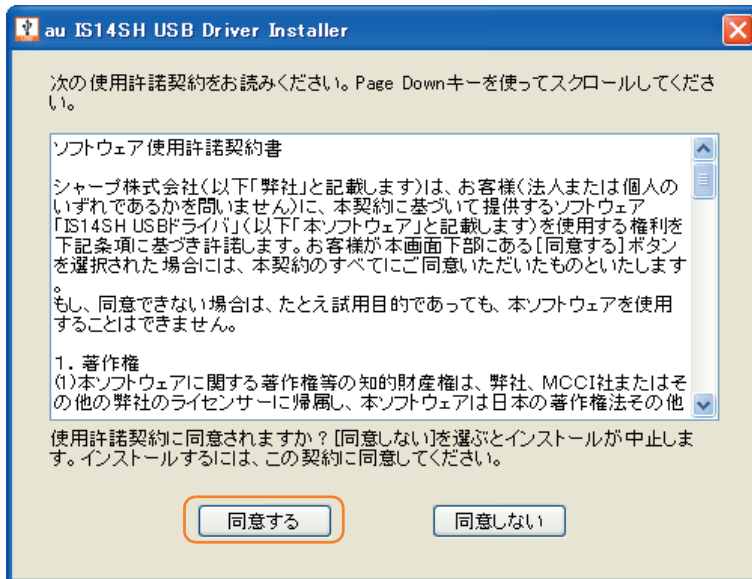 au IS14SH USB Driver Installer
次の使用許諾契約をお読みください。Page Downキーを使ってスクロールしてくださ
い。
ソフトウェア使用許諾契約書
シャープ株式会社(以下「弊社」と記載します)は、お客様(法人または個人の
いずれであるかを問いません)に、本契約に基づいて提供するソフトウェア
「IS14SH USBドライバ」(以下「本ソフトウェア」と記載します)を使用する権利を
下記条項に基づき許諾します。お客様が本画面下部にある[同意する]ボタン
を選択された場合には、本契約のすべてにご同意いただいたものといたします
。
もし、同意できない場合は、たとえ試用目的であっても、本ソフトウェアを使用
することはできません。
1. 著作権
(1)本ソフトウェアに関する著作権等の知的財産権は、弊社、MCCI社またはそ
の他の弊社のライセンサーに帰属し、本ソフトウェアは日本の著作権法その他
使用許諾契約に同意されますか?[同意しない]を選ぶとインストールが中止しま
す。インストールするには、この契約に同意してください。
同意する
同意しない